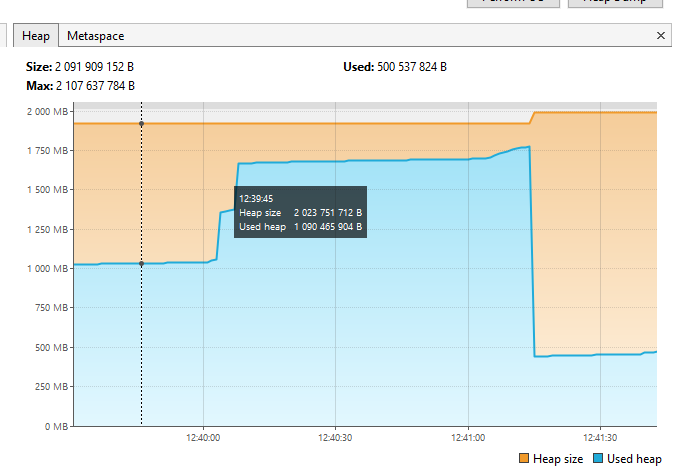 Heap Metaspace ×
Size: 2 091 909 152 B Used: 500 537 824 B
Max: 2 107 637 784 B
2 000 MB
1 750 MB
1 500 MB
1 250 MB
1 000 MB
750 MB
500 MB
250 MB
0 MB
12:39:45
Heap size 2 023 751 712 B
Used heap 1 090 465 904 B
12:40:00 12:40:30 12:41:00 12:41:30
Heap size Used heap